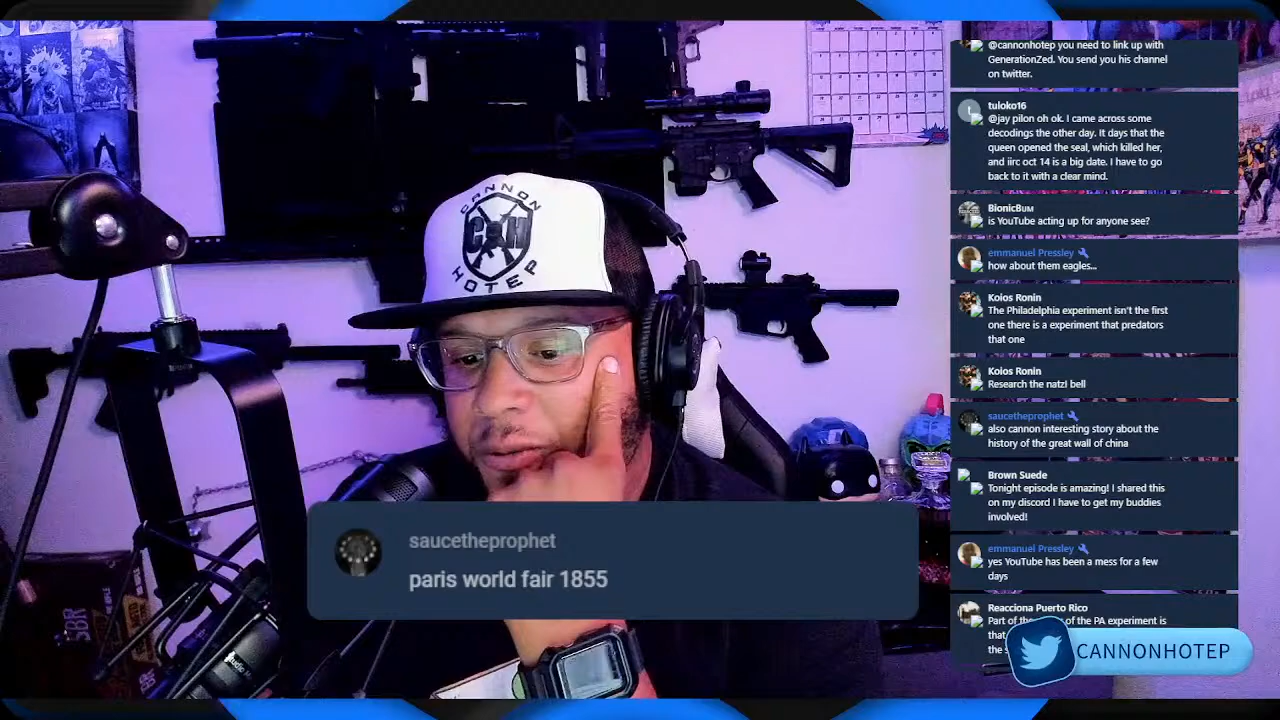 CANNON
C H
HOTEP
SBR
saucetheprophet
paris world fair 1855
@cannonhotep you need to link up with
GenerationZed. You send you his channel
on twitter.
tuloko16
@jay pilon oh ok. I came across some
decodings the other day. It days that the
queen opened the seal, which killed her,
and iirc oct 14 is a big date. I have to go
back to it with a clear mind.
BionicBum
is YouTube acting up for anyone see?
emmanuel Pressley
how about them eagles...
Koios Ronin
The Philadelphia experiment isn't the first
one there is a experiment that predators
that one
Koios Ronin
Research the natzi bell
saucetheprophet
also cannon interesting story about the
history of the great wall of china
Brown Suede
Tonight episode is amazing! I shared this
on my discord I have to get my buddies
involved!
emmanuel Pressley
yes YouTube has been a mess for a few
days
Reacciona Puerto Rico
Part of the of the PA experiment is
that
the
CANNONHOTEP